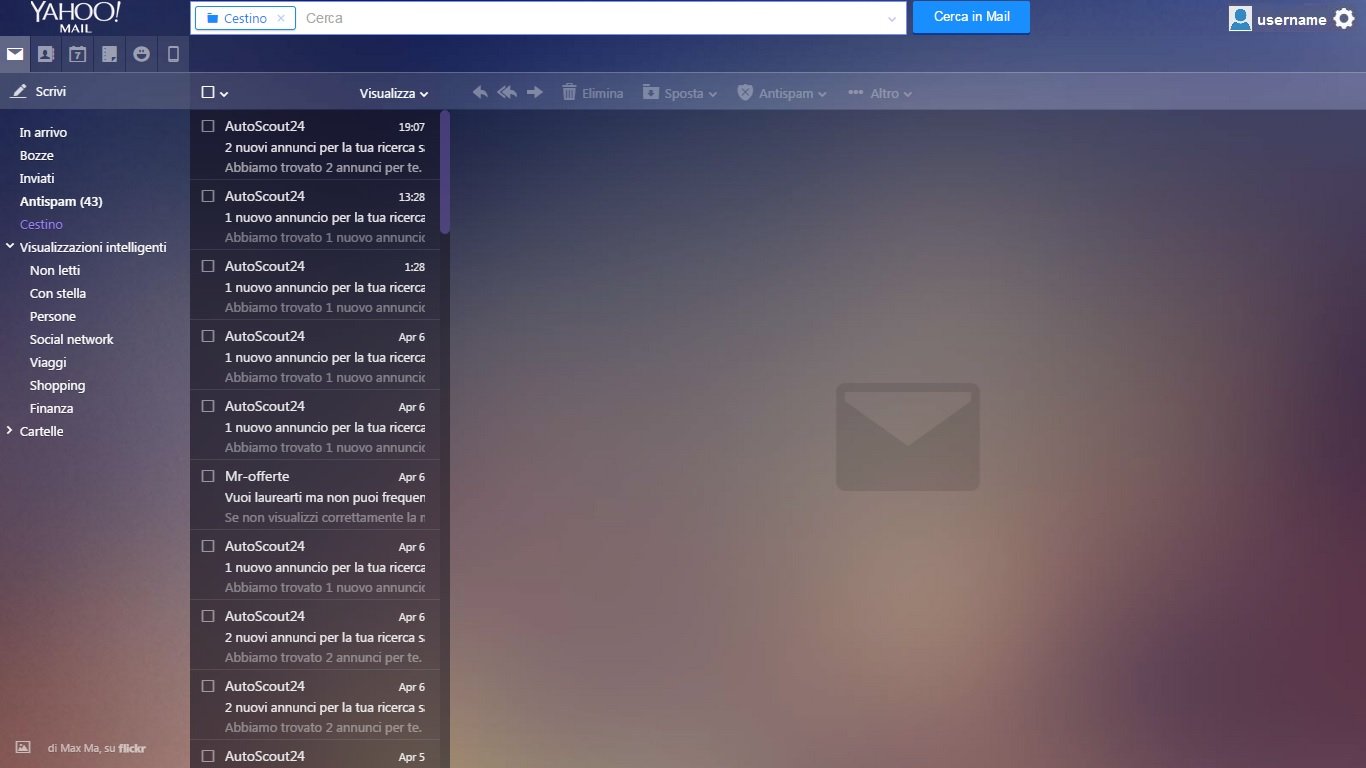 YAHOO!
MAIL
Cestino
Cerca
Cerca in Mail
username
7
Scrivi
Visualizza
Elimina
Sposta
Antispam
Altro
In arrivo
Bozze
Inviati
Antispam (43)
Cestino
Visualizzazioni intelligenti
Non letti
Con stella
Persone
Social network
Viaggi
Shopping
Finanza
Cartelle
AutoScout24 19:07
2 nuovi annunci per la tua ricerca sa
Abbiamo trovato 2 annunci per te.
AutoScout24 13:28
1 nuovo annuncio per la tua ricerca
Abbiamo trovato 1 nuovo annuncio
AutoScout24 1:28
1 nuovo annuncio per la tua ricerca
Abbiamo trovato 1 nuovo annuncio
AutoScout24 Apr 6
1 nuovo annuncio per la tua ricerca
Abbiamo trovato 1 nuovo annuncio
AutoScout24 Apr 6
1 nuovo annuncio per la tua ricerca
Abbiamo trovato 1 nuovo annuncio
Mr-offerte Apr 6
Vuoi laurearti ma non puoi frequen
Se non visualizzi correttamente la m
AutoScout24 Apr 6
1 nuovo annuncio per la tua ricerca
Abbiamo trovato 1 nuovo annuncio
AutoScout24 Apr 6
2 nuovi annunci per la tua ricerca sa
Abbiamo trovato 2 annunci per te.
AutoScout24 Apr 6
2 nuovi annunci per la tua ricerca sa
Abbiamo trovato 2 annunci per te.
AutoScout24 Apr 5
di Max Ma, su flickr